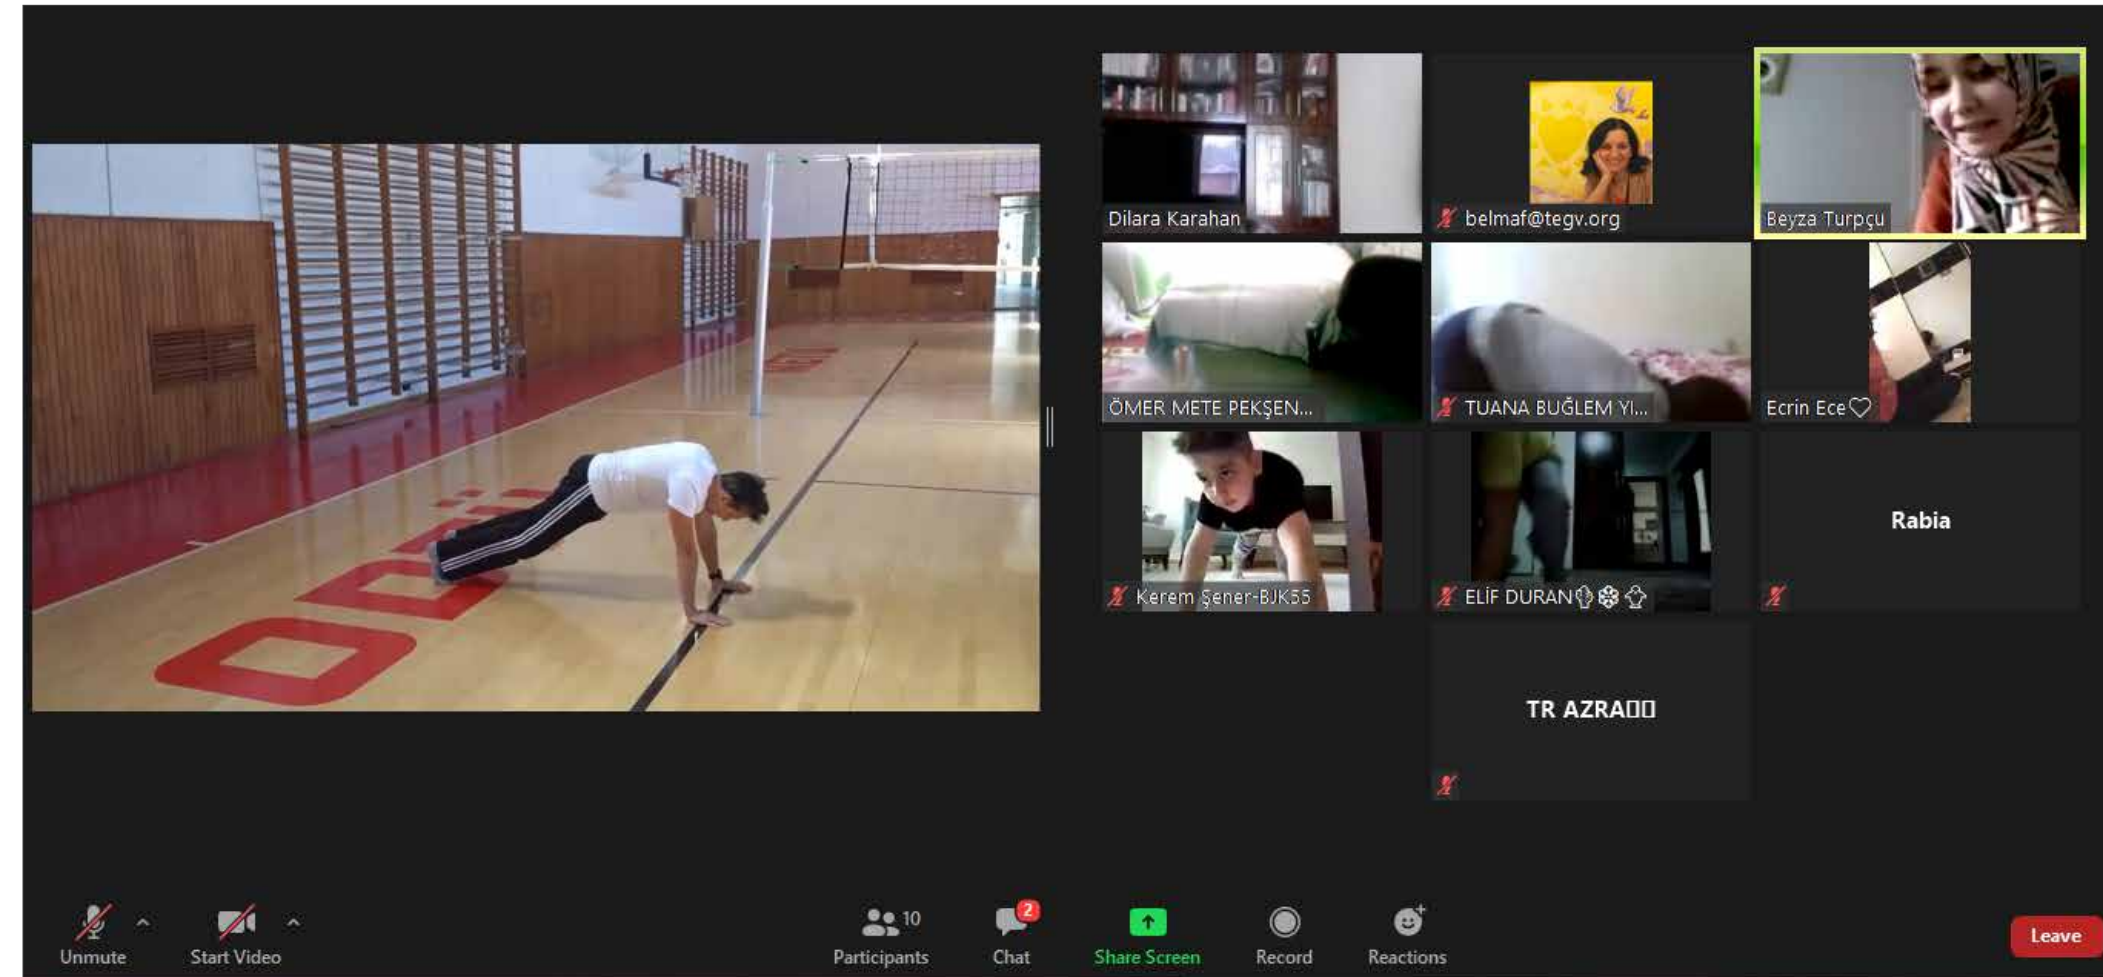 ODTÜ
Dilara Karahan
belmaf@tegv.org
Beyza Turpçu
ÖMER METE PEKŞEN...
TUANA BUĞLEM YI...
Ecrin Ece♡
Kerem Şener-BJK55
ELİF DURAN
Rabia
TR AZRA
Unmute
Start Video
10
Participants
2
Chat
Share Screen
Record
Reactions
Leave